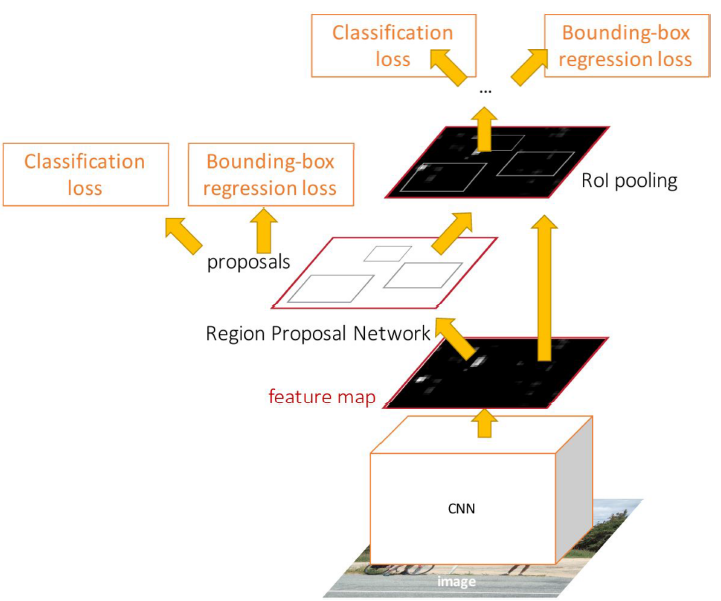 Classification
loss
Bounding-box
regression loss
...
Classification
loss
Bounding-box
regression loss
RoI pooling
proposals
Region Proposal Network
feature map
CNN
image